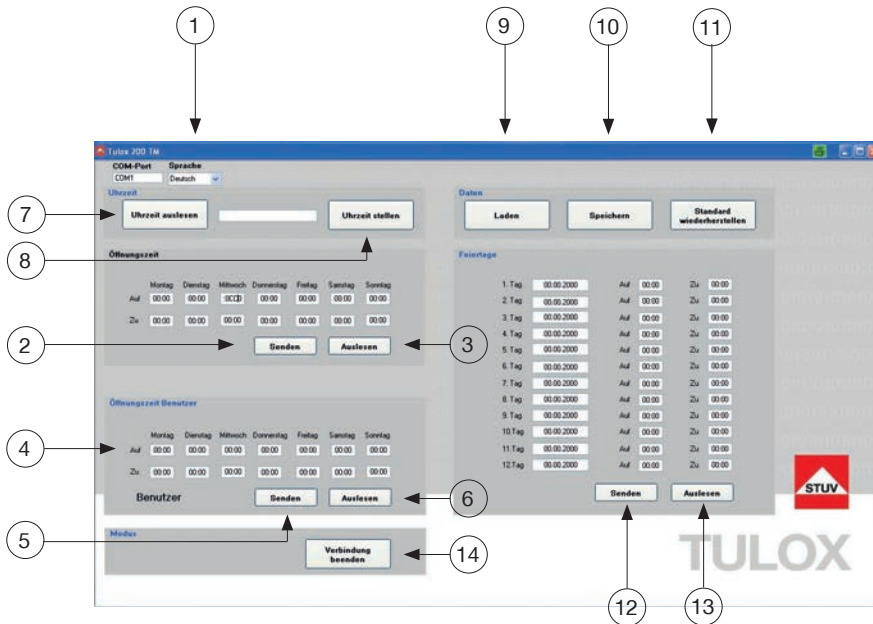 1
9
10
11
Tulox 200 TM
COM-Port Sprache
COM1 Deutsch
Uhrzeit
7
Uhrzeit auslesen
Uhrzeit stellen
8
Daten
Laden
Speichern
Standard
wiederherstellen
Öffnungszeit
Montag Dienstag Mittwoch Donnerstag Freitag Samstag Sonntag
Auf 00:00 00:00 00:00 00:00 00:00 00:00
Zu 00:00 00:00 00:00 00:00 00:00 00:00 00:00
2
Senden
Auslesen
3
Öffnungszeit Benutzer
4
Montag Dienstag Mittwoch Donnerstag Freitag Samstag Sonntag
Auf 00:00 00:00 00:00 00:00 00:00 00:00 00:00
Zu 00:00 00:00 00:00 00:00 00:00 00:00 00:00
Benutzer
Senden
Auslesen
6
5
Modus
Verbindung
beenden
14
Feiertage
1. Tag 00.00.2000 Auf 00:00 Zu 00:00
2. Tag 00.00.2000 Auf 00:00 Zu 00:00
3. Tag 00.00.2000 Auf 00:00 Zu 00:00
4. Tag 00.00.2000 Auf 00:00 Zu 00:00
5. Tag 00.00.2000 Auf 00:00 Zu 00:00
6. Tag 00.00.2000 Auf 00:00 Zu 00:00
7. Tag 00.00.2000 Auf 00:00 Zu 00:00
8. Tag 00.00.2000 Auf 00:00 Zu 00:00
9. Tag 00.00.2000 Auf 00:00 Zu 00:00
10.Tag 00.00.2000 Auf 00:00 Zu 00:00
11.Tag 00.00.2000 Auf 00:00 Zu 00:00
12.Tag 00.00.2000 Auf 00:00 Zu 00:00
Senden
Auslesen
12
13
STUV
TULOX